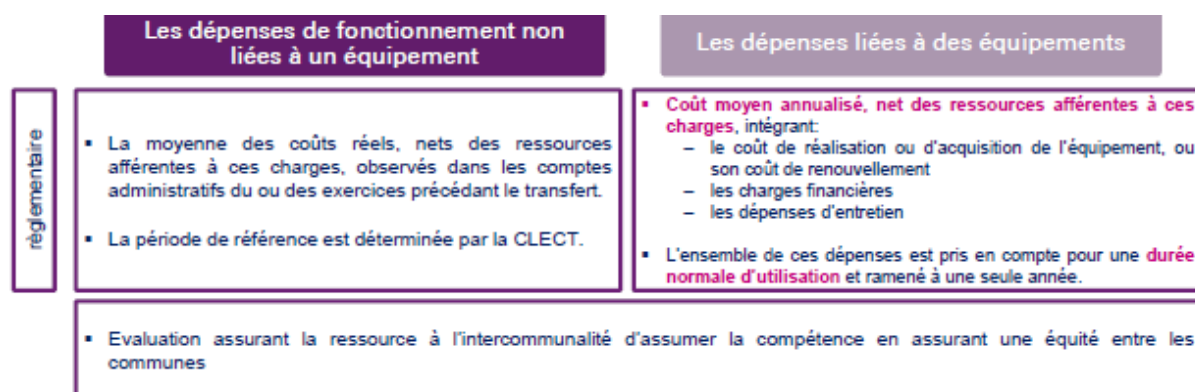 Les dépenses de fonctionnement non
liées à un équipement
Les dépenses liées à des équipements
règlementaire
▪ La moyenne des coûts réels, nets des ressources
afférentes à ces charges, observés dans les comptes
administratifs du ou des exercices précédant le transfert.
▪ La période de référence est déterminée par la CLECT.
▪ Coût moyen annualisé, net des ressources afférentes à ces
charges, intégrant:
– le coût de réalisation ou d'acquisition de l'équipement, ou
son coût de renouvellement
– les charges financières
– les dépenses d'entretien
▪ L'ensemble de ces dépenses est pris en compte pour une durée
normale d'utilisation et ramené à une seule année.
▪ Evaluation assurant la ressource à l'intercommunalité d'assumer la compétence en assurant une équité entre les
communes